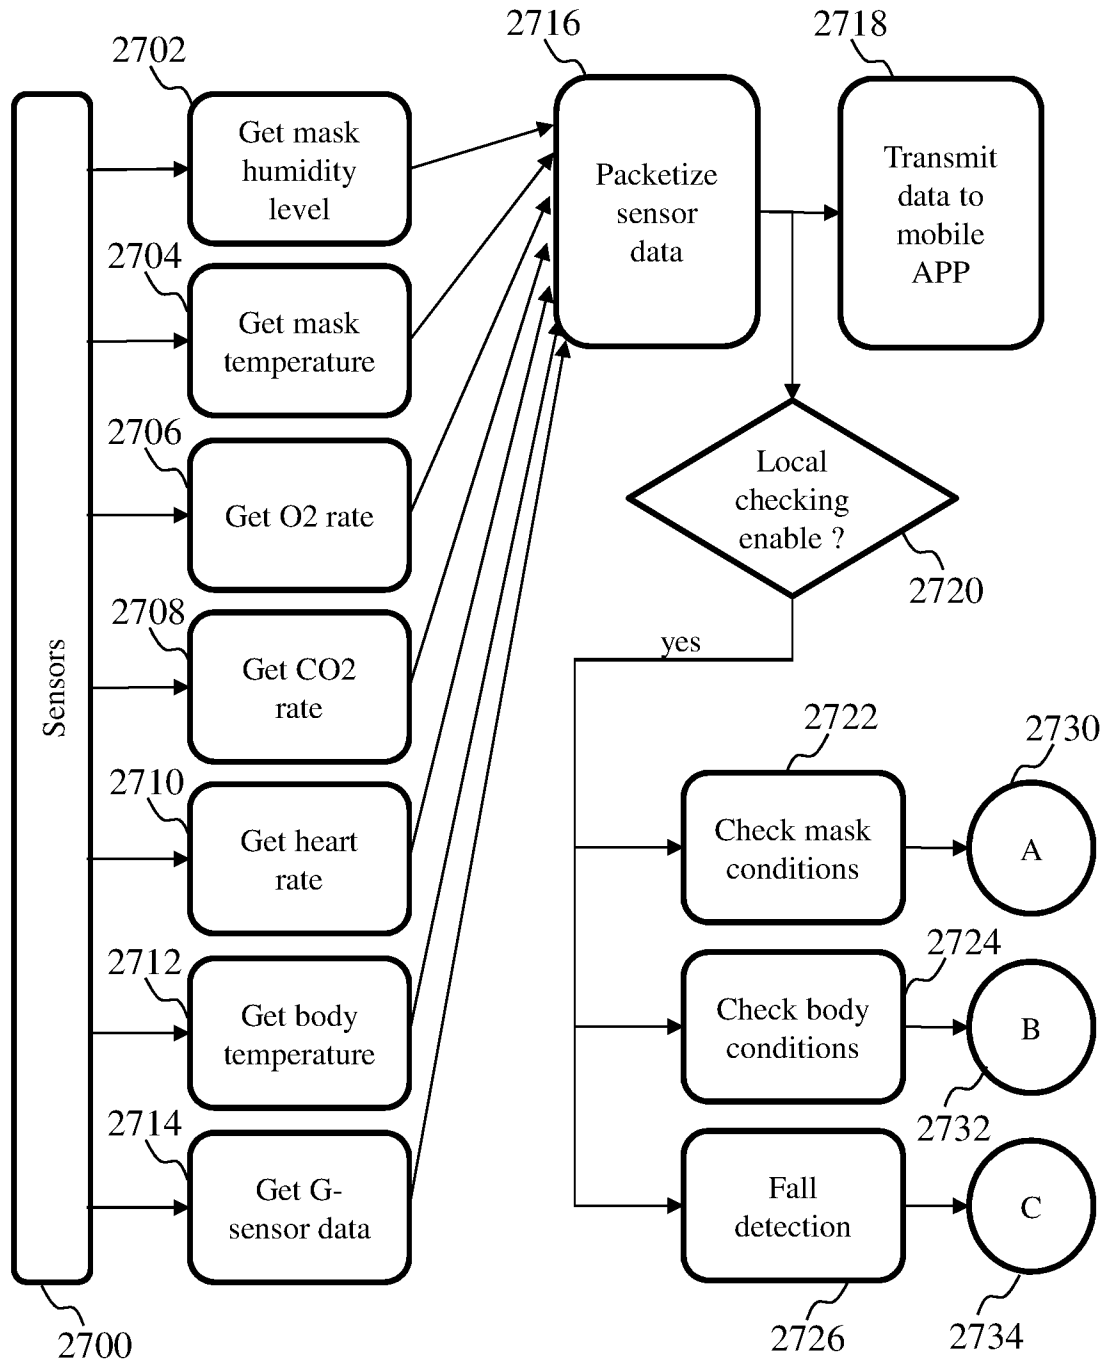 2716
2718
2702
Get mask
humidity
level
Packetize
sensor
data
Transmit
data to
mobile
APP
2704
Get mask
temperature
2706
Get O2 rate
Local
checking
enable ?
2720
2708
Get CO2
rate
Sensors
yes
2710
Get heart
rate
2722
2730
Check mask
conditions
A
2712
Get body
temperature
2724
Check body
conditions
B
2732
2714
Get G-
sensor data
Fall
detection
C
2700
2726
2734